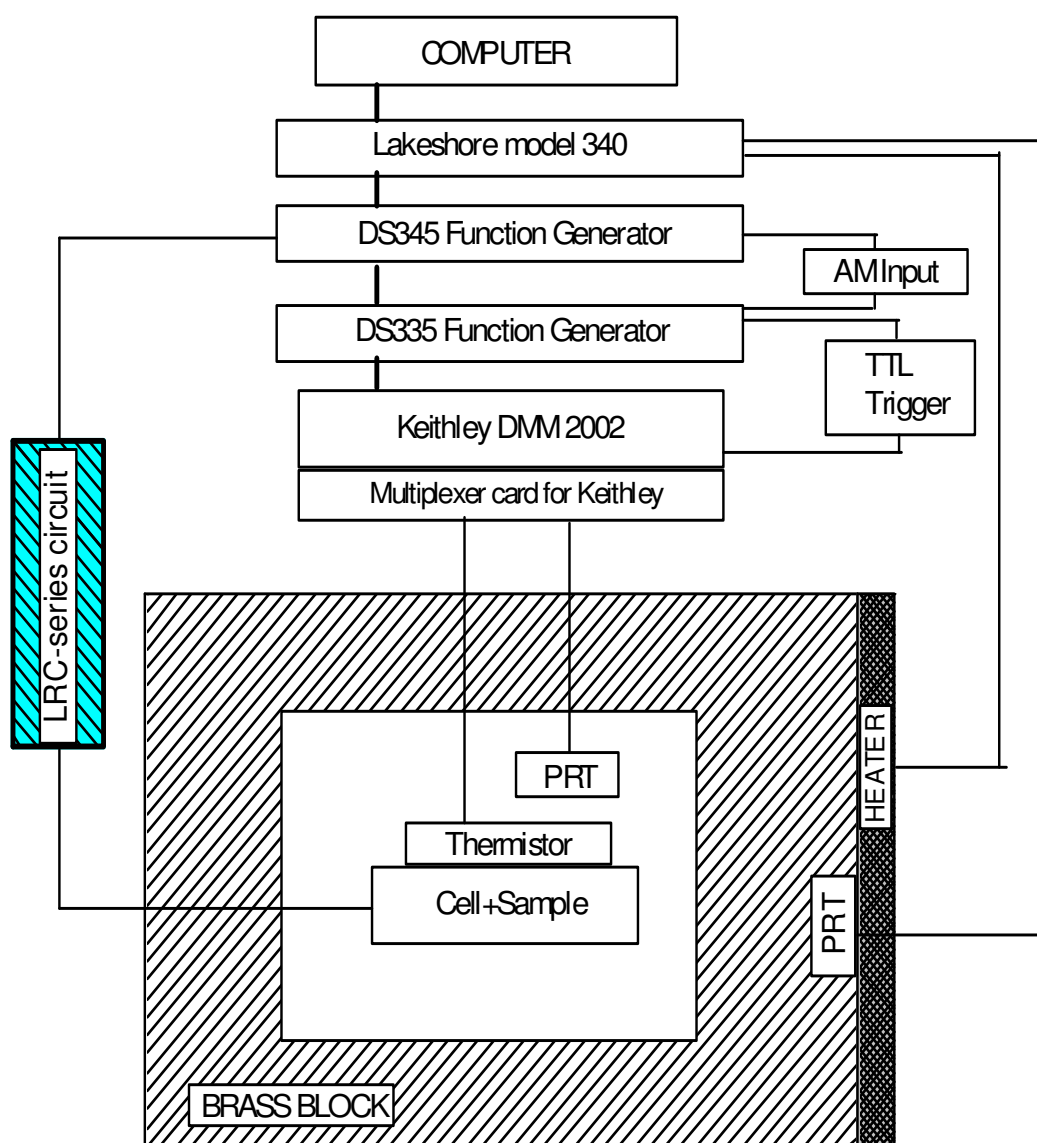 COMPUTER
Lakeshore model 340
DS345 Function Generator
AM Input
DS335 Function Generator
TTL
Trigger
Keithley DMM 2002
Multiplexer card for Keithley
LRC-series circuit
HEATER
PRT
Thermistor
Cell+Sample
PRT
BRASS BLOCK